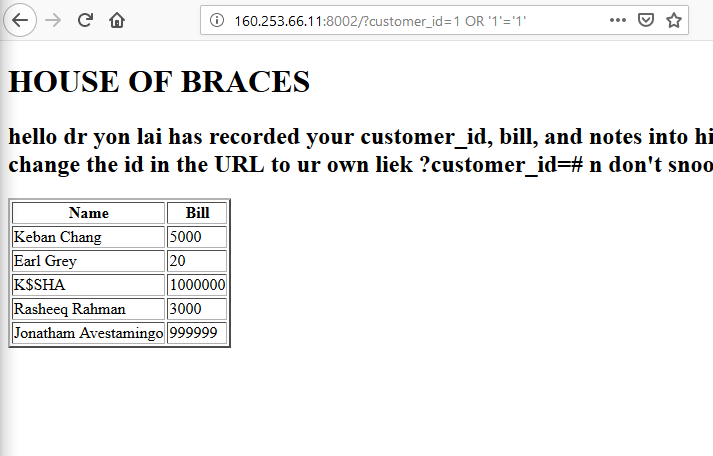 160.253.66.11:8002/?customer_id=1 OR '1'='1'
HOUSE OF BRACES
hello dr yon lai has recorded your customer_id, bill, and notes into
change the id in the URL to ur own liek ?customer_id=# n don't
Name Bill
Keban Chang 5000
Earl Grey 20
K$SHA 1000000
Rasheeq Rahman 3000
Jonatham Avestamingo 999999